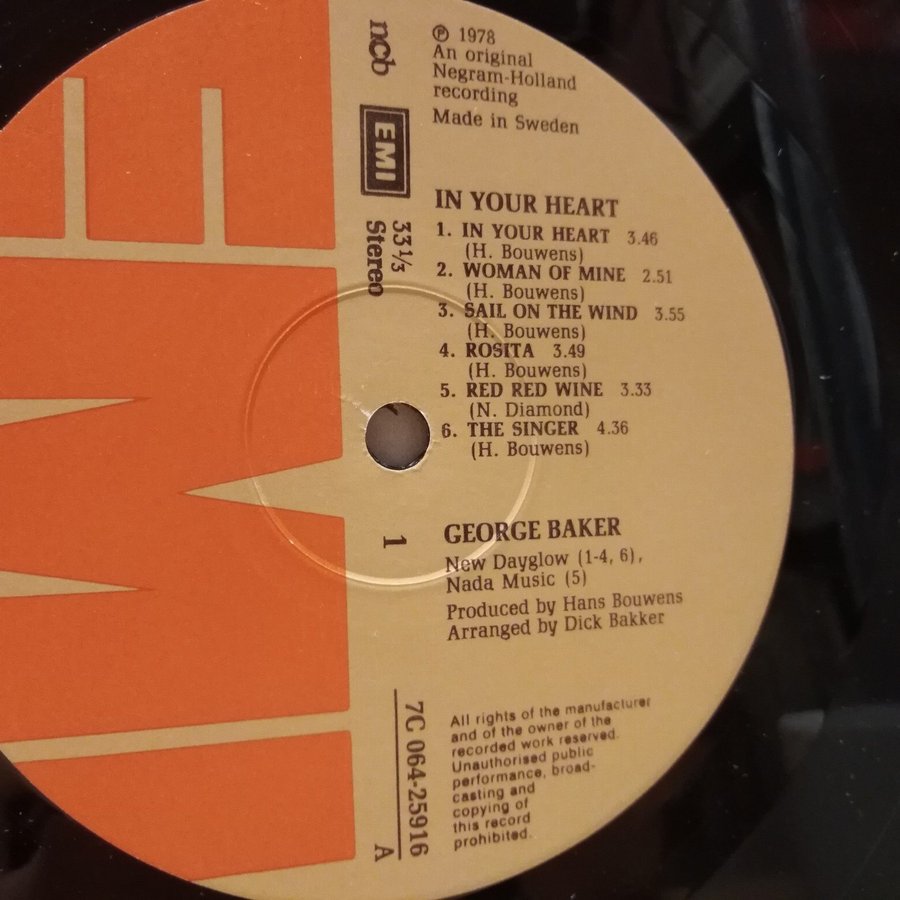 ℗ 1978
An original
Negram-Holland
recording
Made in Sweden
ncb
EMI
33 1/3
Stereo
IN YOUR HEART
1. IN YOUR HEART 3.46
(H. Bouwens)
2. WOMAN OF MINE 2.51
(H. Bouwens)
3. SAIL ON THE WIND 3.55
(H. Bouwens)
4. ROSITA 3.49
(H. Bouwens)
5. RED RED WINE 3.33
(N. Diamond)
6. THE SINGER 4.36
(H. Bouwens)
1
GEORGE BAKER
New Dayglow (1-4, 6),
Nada Music (5)
Produced by Hans Bouwens
Arranged by Dick Bakker
7C 064-25916
A
All rights of the manufacturer
and of the owner of the
recorded work reserved.
Unauthorised public
performance, broad-
casting and
copying of
this record
prohibited.
EMI